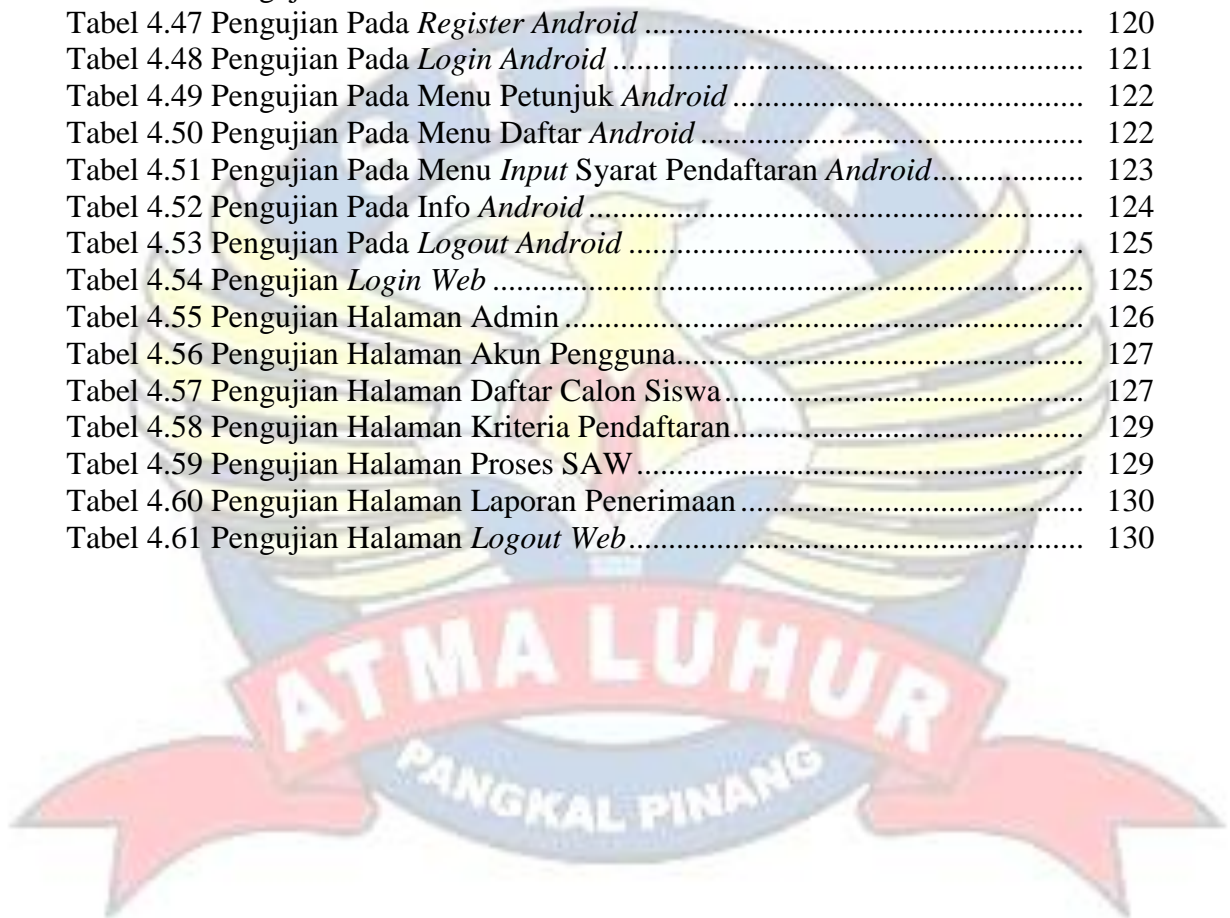 Tabel 4.47 Pengujian Pada Register Android ............................................................ 120
Tabel 4.48 Pengujian Pada Login Android ................................................................ 121
Tabel 4.49 Pengujian Pada Menu Petunjuk Android ............................................... 122
Tabel 4.50 Pengujian Pada Menu Daftar Android .................................................... 122
Tabel 4.51 Pengujian Pada Menu Input Syarat Pendaftaran Android.................... 123
Tabel 4.52 Pengujian Pada Info Android ................................................................... 124
Tabel 4.53 Pengujian Pada Logout Android .............................................................. 125
Tabel 4.54 Pengujian Login Web ................................................................................ 125
Tabel 4.55 Pengujian Halaman Admin ...................................................................... 126
Tabel 4.56 Pengujian Halaman Akun Pengguna....................................................... 127
Tabel 4.57 Pengujian Halaman Daftar Calon Siswa ................................................. 127
Tabel 4.58 Pengujian Halaman Kriteria Pendaftaran................................................ 129
Tabel 4.59 Pengujian Halaman Proses SAW ............................................................ 129
Tabel 4.60 Pengujian Halaman Laporan Penerimaan .............................................. 130
Tabel 4.61 Pengujian Halaman Logout Web............................................................. 130
STMIK
ATMA LUHUR
PANGKAL PINANG